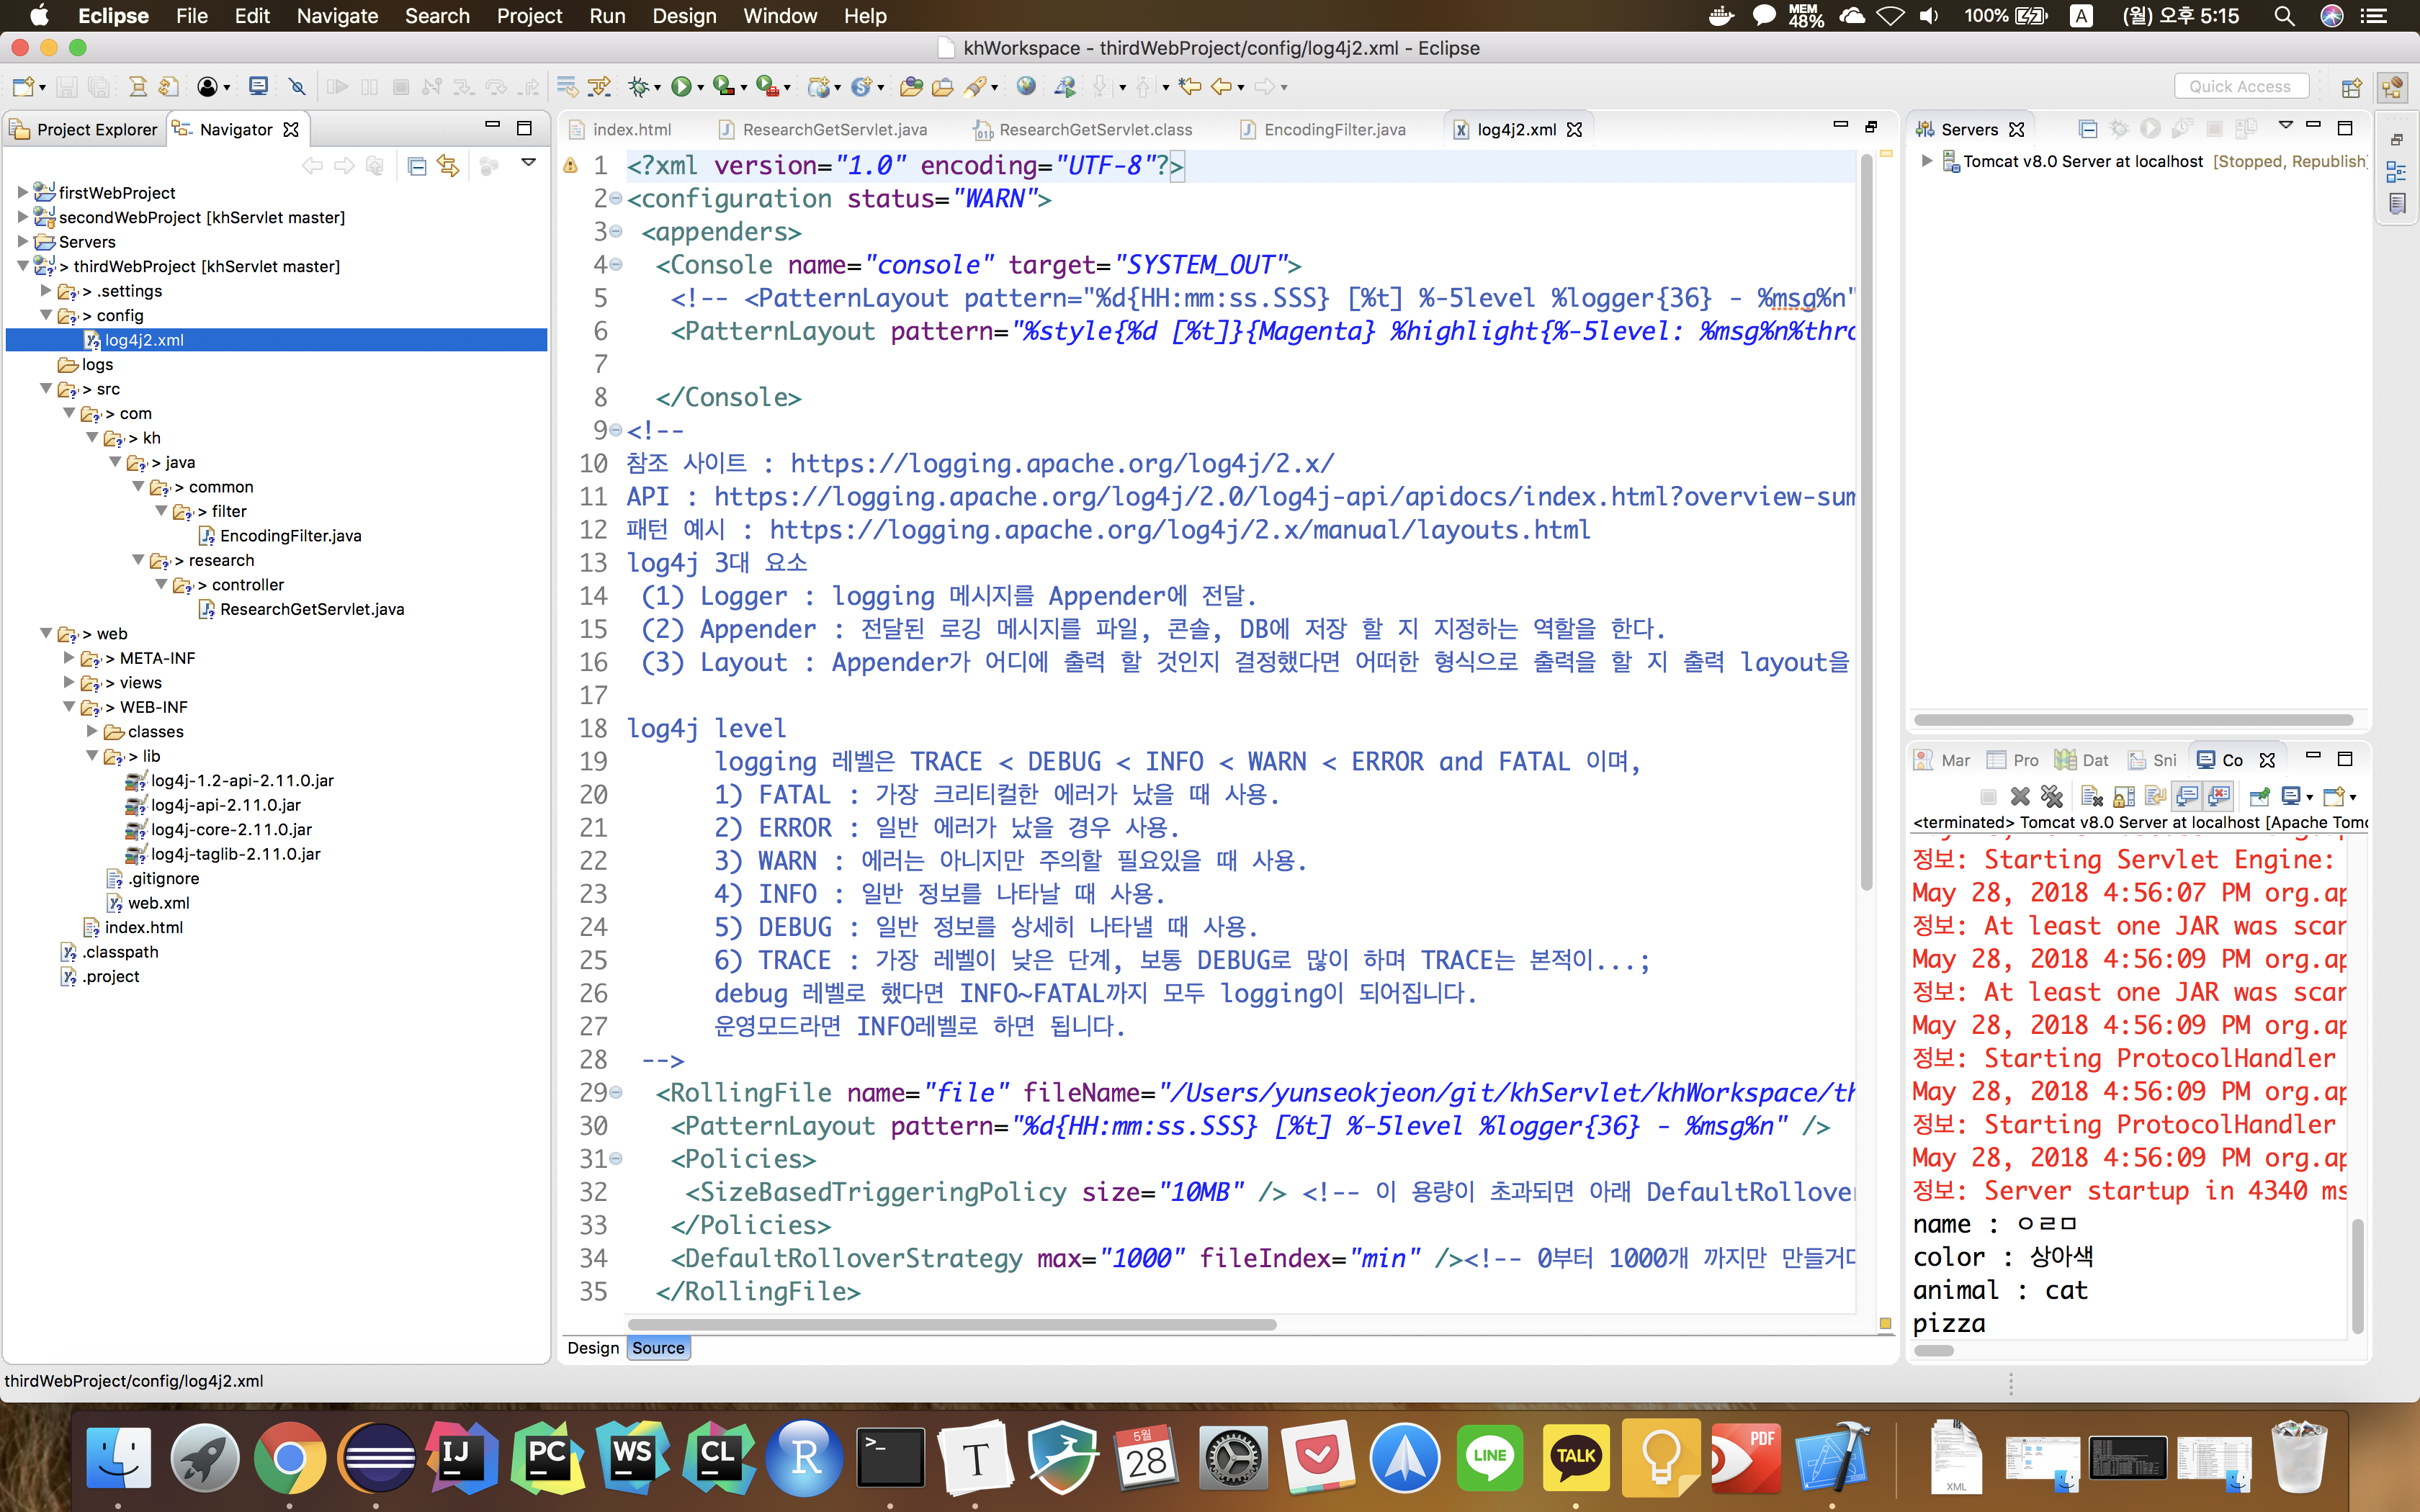 Eclipse File Edit Navigate Search Project Run Design Window Help MEM 48% 100% A (월) 오후 5:15
khWorkspace - thirdWebProject/config/log4j2.xml - Eclipse
Quick Access
Project Explorer Navigator
firstWebProject
secondWebProject [khServlet master]
Servers
> thirdWebProject [khServlet master]
> .settings
> config
log4j2.xml
logs
> src
> com
> kh
> java
> common
> filter
EncodingFilter.java
> research
> controller
ResearchGetServlet.java
> web
> META-INF
> views
> WEB-INF
classes
> lib
log4j-1.2-api-2.11.0.jar
log4j-api-2.11.0.jar
log4j-core-2.11.0.jar
log4j-taglib-2.11.0.jar
.gitignore
web.xml
index.html
.classpath
.project
index.html ResearchGetServlet.java ResearchGetServlet.class EncodingFilter.java log4j2.xml
1 <?xml version="1.0" encoding="UTF-8"?>
2 <configuration status="WARN">
3 <appenders>
4 <Console name="console" target="SYSTEM_OUT">
5 <!-- <PatternLayout pattern="%d{HH:mm:ss.SSS} [%t] %-5level %logger{36} - %msg%n"
6 <PatternLayout pattern="%style{%d [%t]}{Magenta} %highlight{%-5level: %msg%n%thro
7
8 </Console>
9 <!--
10 참조 사이트 : https://logging.apache.org/log4j/2.x/
11 API : https://logging.apache.org/log4j/2.0/log4j-api/apidocs/index.html?overview-sum
12 패턴 예시 : https://logging.apache.org/log4j/2.x/manual/layouts.html
13 log4j 3대 요소
14 (1) Logger : logging 메시지를 Appender에 전달.
15 (2) Appender : 전달된 로깅 메시지를 파일, 콘솔, DB에 저장 할 지 지정하는 역할을 한다.
16 (3) Layout : Appender가 어디에 출력 할 것인지 결정했다면 어떠한 형식으로 출력을 할 지 출력 layout을
17
18 log4j level
19 logging 레벨은 TRACE < DEBUG < INFO < WARN < ERROR and FATAL 이며,
20 1) FATAL : 가장 크리티컬한 에러가 났을 때 사용.
21 2) ERROR : 일반 에러가 났을 경우 사용.
22 3) WARN : 에러는 아니지만 주의할 필요있을 때 사용.
23 4) INFO : 일반 정보를 나타날 때 사용.
24 5) DEBUG : 일반 정보를 상세히 나타낼 때 사용.
25 6) TRACE : 가장 레벨이 낮은 단계, 보통 DEBUG로 많이 하며 TRACE는 본적이...;
26 debug 레벨로 했다면 INFO~FATAL까지 모두 logging이 되어집니다.
27 운영모드라면 INFO레벨로 하면 됩니다.
28 -->
29 <RollingFile name="file" fileName="/Users/yunseokjeon/git/khServlet/khWorkspace/th
30 <PatternLayout pattern="%d{HH:mm:ss.SSS} [%t] %-5level %logger{36} - %msg%n" />
31 <Policies>
32 <SizeBasedTriggeringPolicy size="10MB" /> <!-- 이 용량이 초과되면 아래 DefaultRollover
33 </Policies>
34 <DefaultRolloverStrategy max="1000" fileIndex="min" /><!-- 0부터 1000개 까지만 만들거다
35 </RollingFile>
Design Source
Servers
Tomcat v8.0 Server at localhost [Stopped, Republish]
Mar Pro Dat Sni Co
<terminated> Tomcat v8.0 Server at localhost [Apache Tomc
정보: Starting Servlet Engine:
May 28, 2018 4:56:07 PM org.ap
정보: At least one JAR was scar
May 28, 2018 4:56:09 PM org.ap
정보: At least one JAR was scar
May 28, 2018 4:56:09 PM org.ap
정보: Starting ProtocolHandler
May 28, 2018 4:56:09 PM org.ap
정보: Starting ProtocolHandler
May 28, 2018 4:56:09 PM org.ap
정보: Server startup in 4340 ms
name : ㅇㄹㅁ
color : 상아색
animal : cat
pizza
thirdWebProject/config/log4j2.xml
IJ PC WS CL R >_ T 5월 28 LINE TALK PDF XML